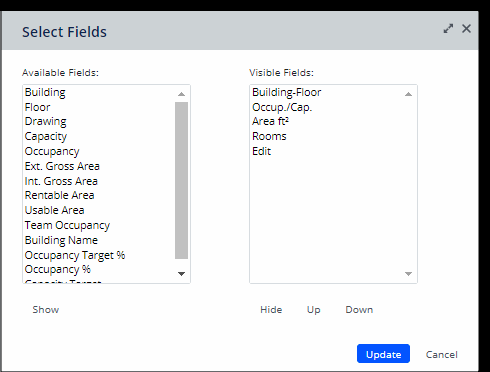 Select Fields
Available Fields:
Building
Floor
Drawing
Capacity
Occupancy
Ext. Gross Area
Int. Gross Area
Rentable Area
Usable Area
Team Occupancy
Building Name
Occupancy Target %
Occupancy %
Capacity Target
Show
Visible Fields:
Building-Floor
Occup./Cap.
Area ft²
Rooms
Edit
Hide Up Down
Update Cancel